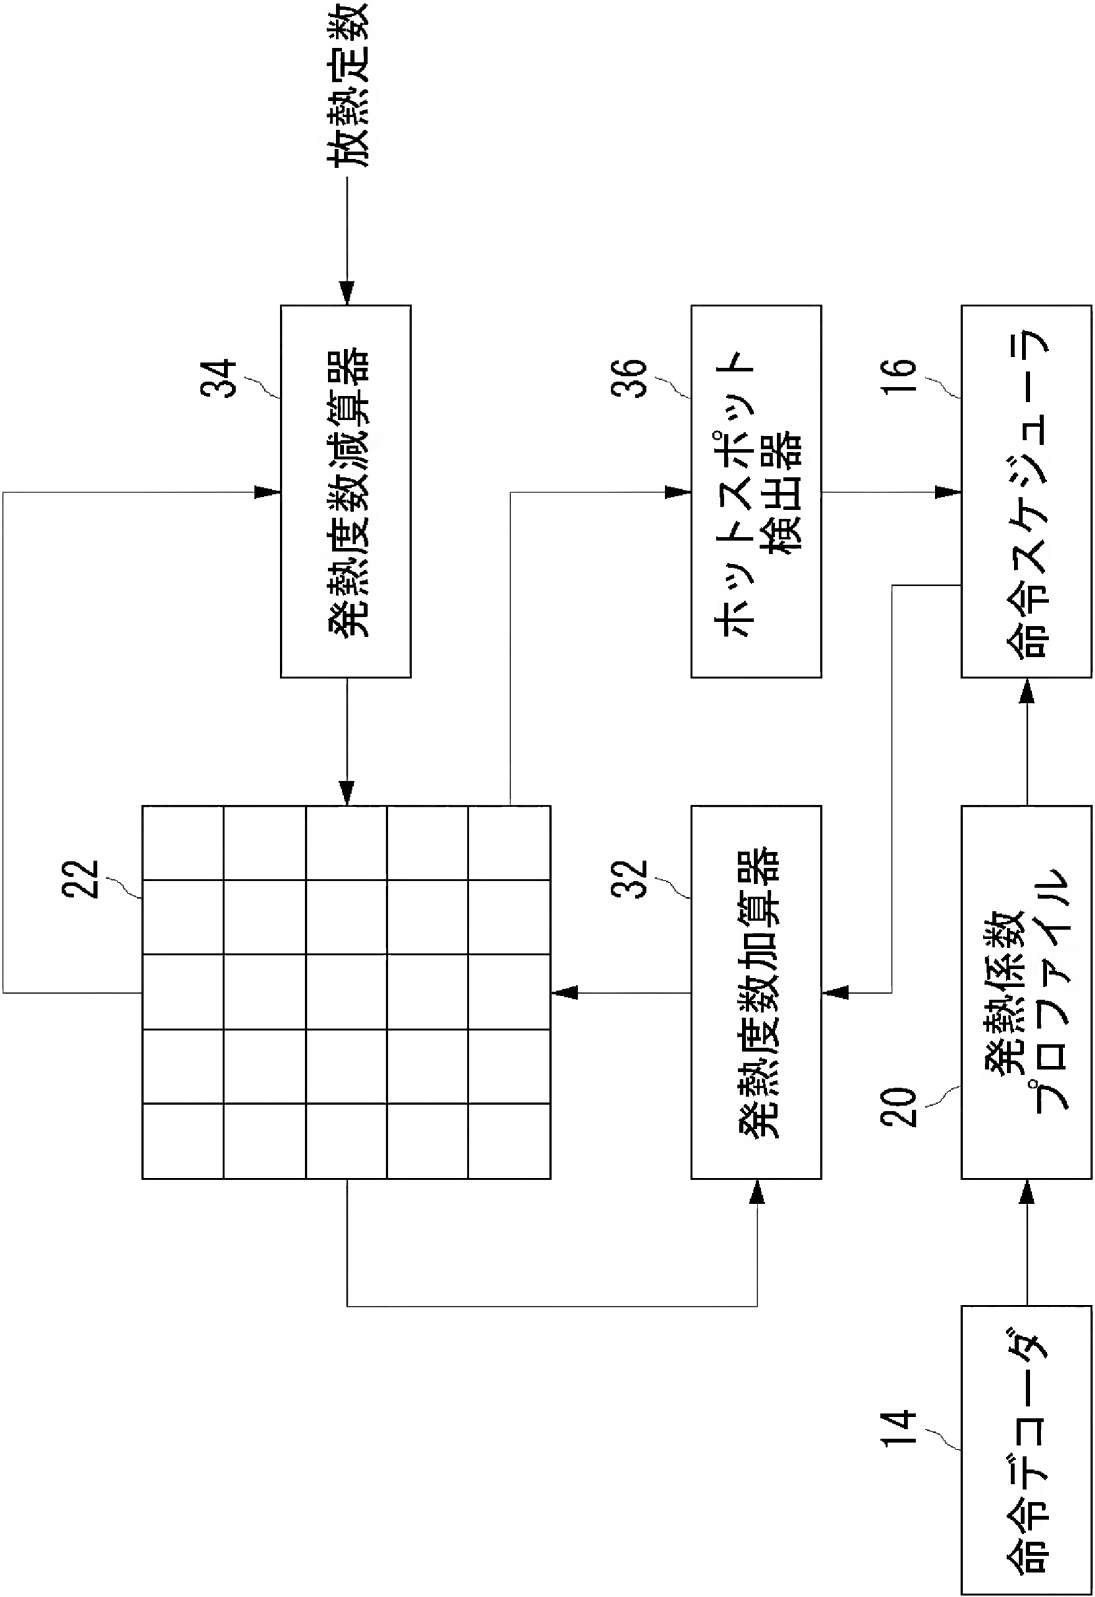 22
34
発熱度数減算器
放熱定数
32
発熱度数加算器
36
ホットスポット
検出器
14
命令デコーダ
20
発熱係数
プロファイル
16
命令スケジューラ